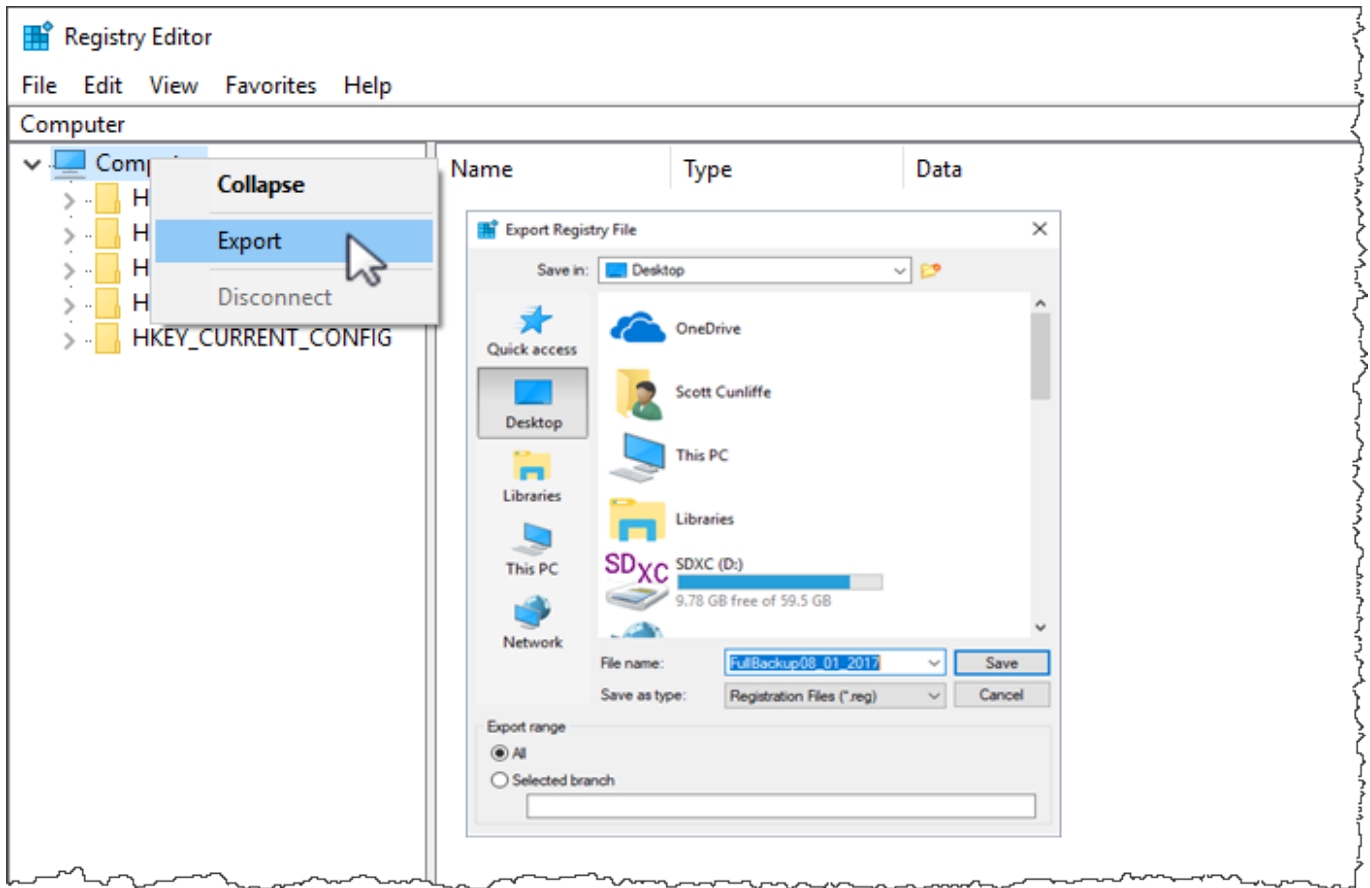 Registry Editor
File Edit View Favorites Help
Computer
Com
Collapse
H
Export
H
H
Disconnect
H
HKEY_CURRENT_CONFIG
Name Type Data
Export Registry File
Save in: Desktop
Quick access
Desktop
Libraries
This PC
Network
OneDrive
Scott Cunliffe
This PC
Libraries
SDXC SDXC (D:)
9.78 GB free of 59.5 GB
File name: FullBackup08_01_2017 Save
Save as type: Registration Files (*.reg) Cancel
Export range
All
Selected branch